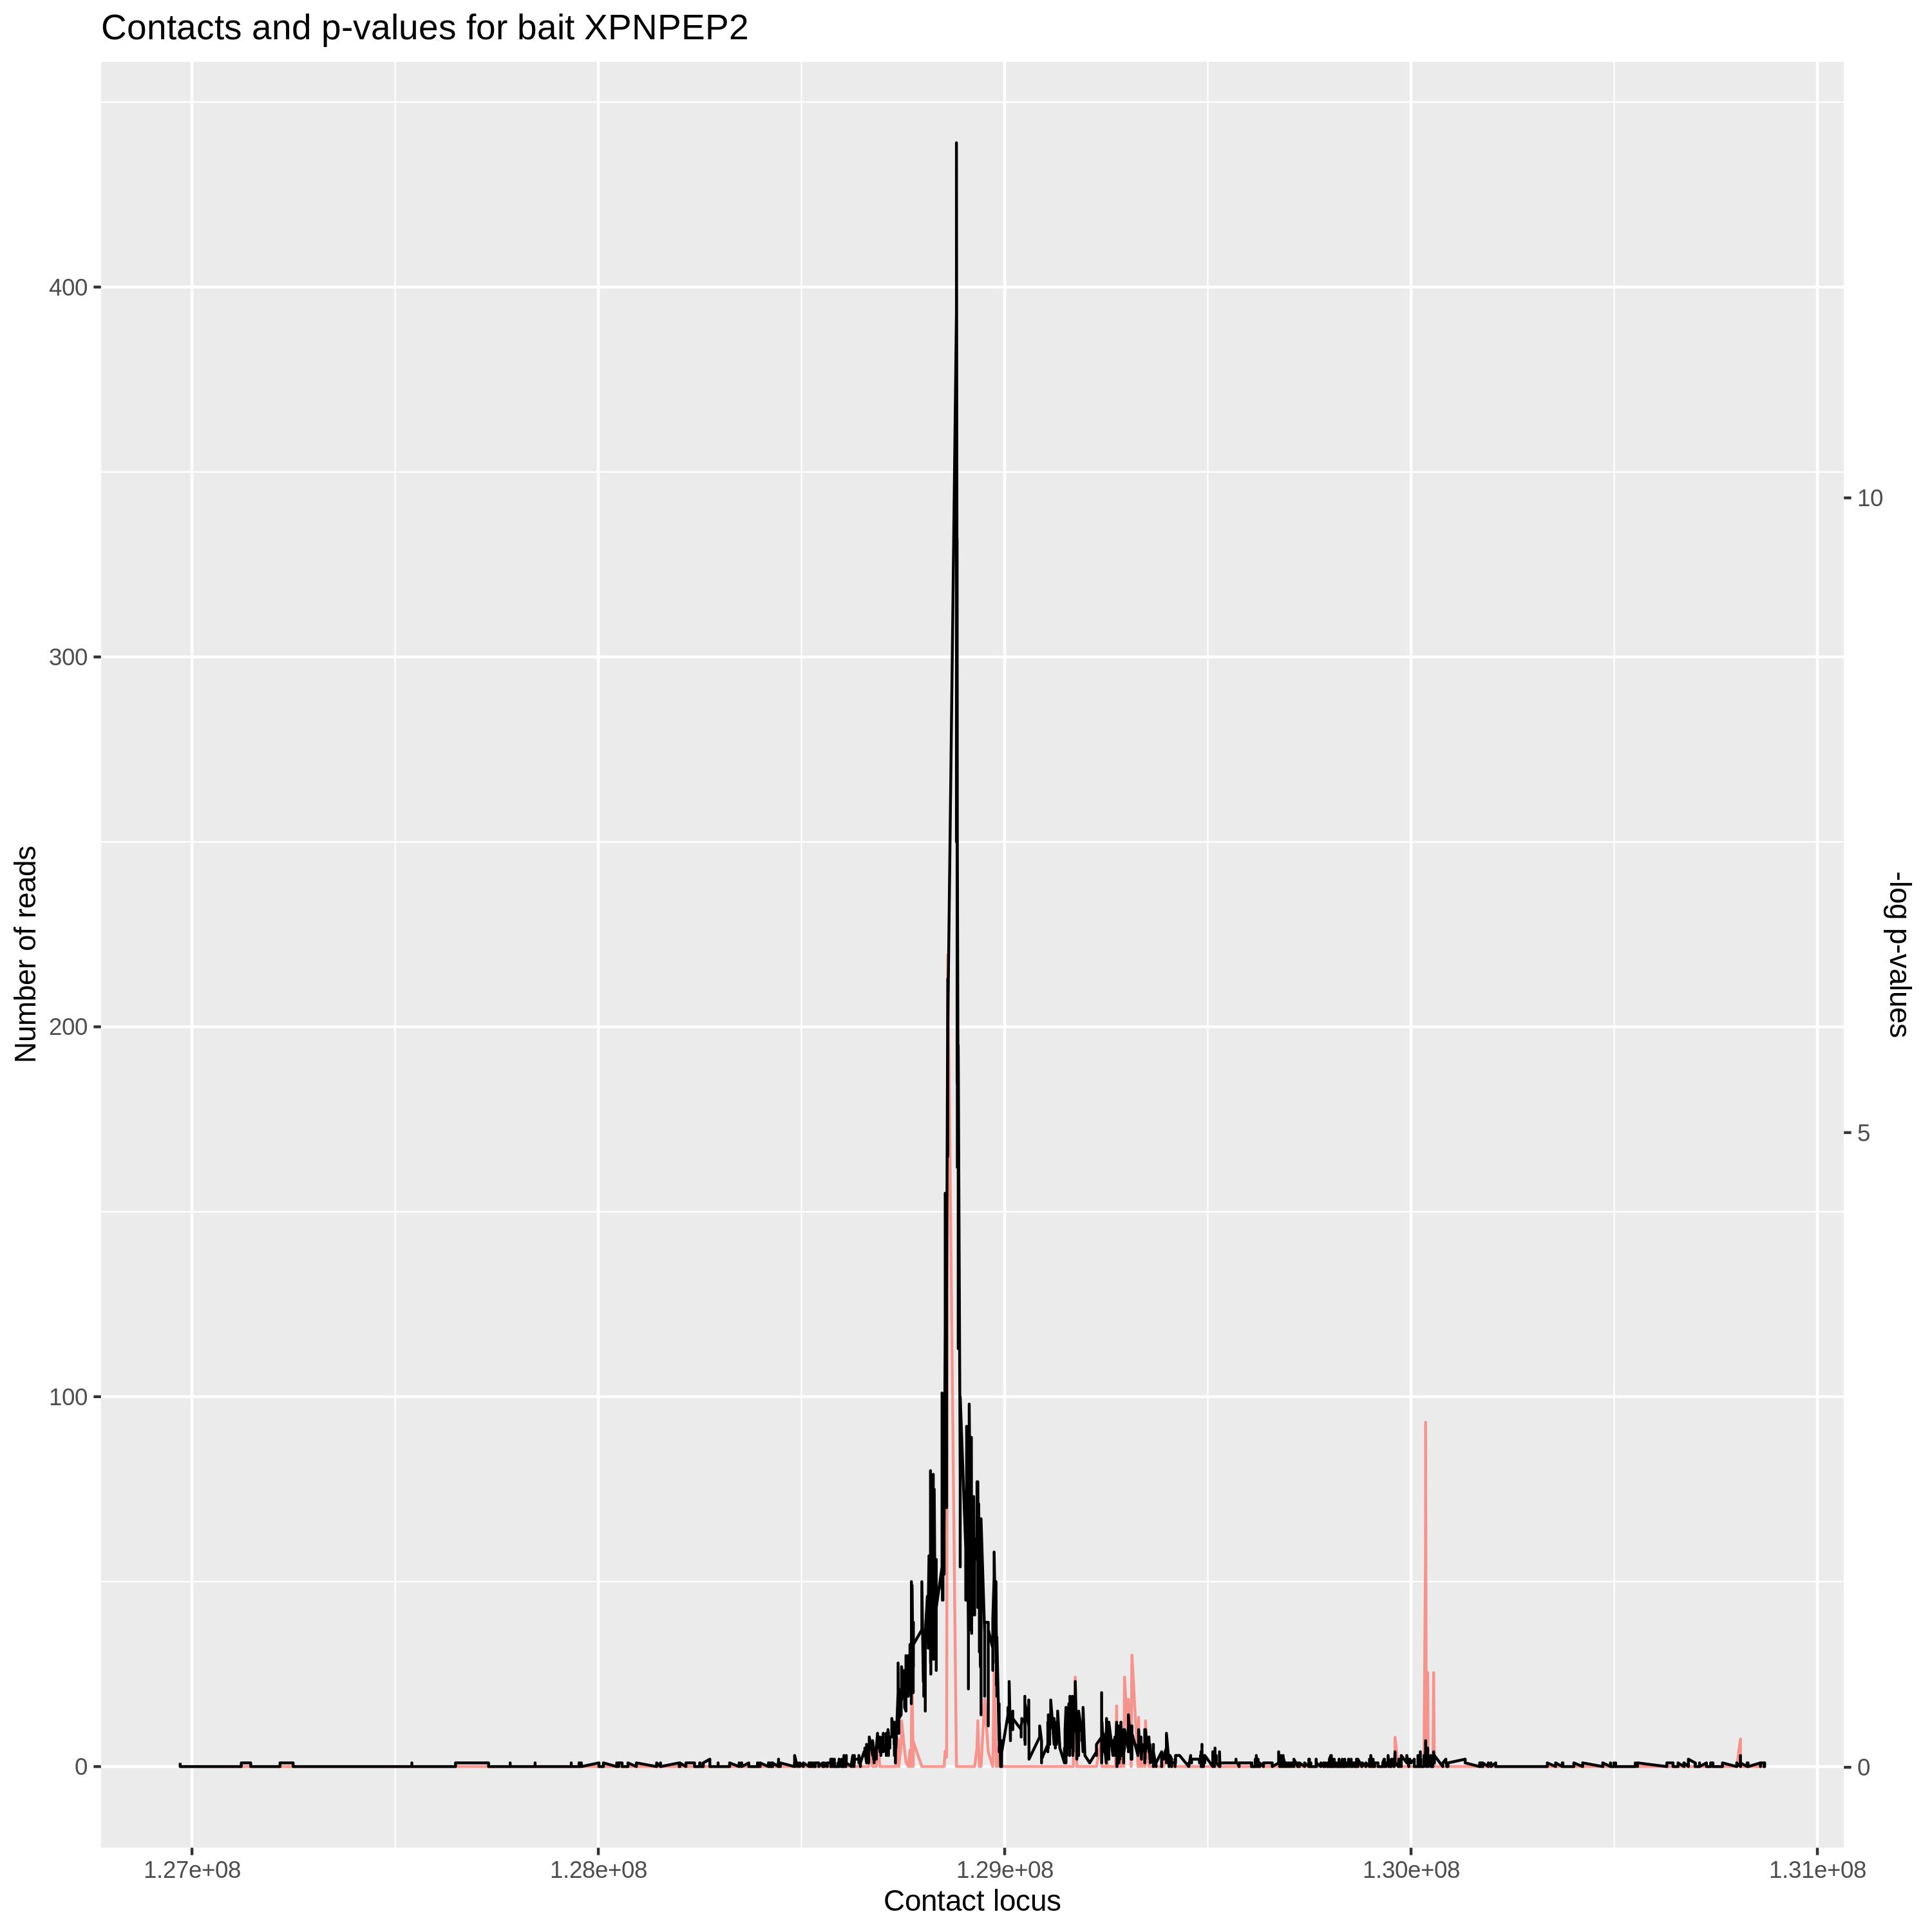 Contacts and p-values for bait XPNPEP2
400
300
200
100
0
Number of reads
10
5
0
-log p-values
1.27e+08 1.28e+08 1.29e+08 1.30e+08 1.31e+08
Contact locus